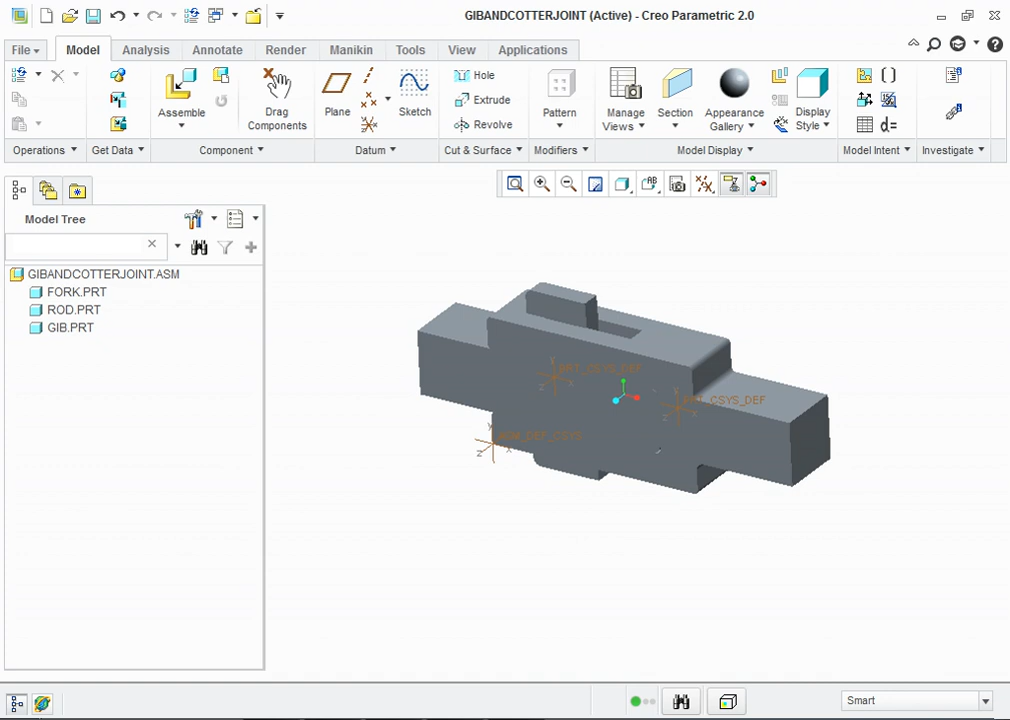 GIBANDCOTTERJOINT (Active) - Creo Parametric 2.0
File Model Analysis Annotate Render Manikin Tools View Applications
Assemble
Drag Components
Plane
Sketch
Hole
Extrude
Revolve
Pattern
Manage Views
Section
Appearance Gallery
Display Style
d=
Operations Get Data Component Datum Cut & Surface Modifiers Model Display Model Intent Investigate
Model Tree
GIBANDCOTTERJOINT.ASM
FORK.PRT
ROD.PRT
GIB.PRT
PRT_CSYS_DEF
PRT_CSYS_DEF
ASM_DEF_CSYS
Smart